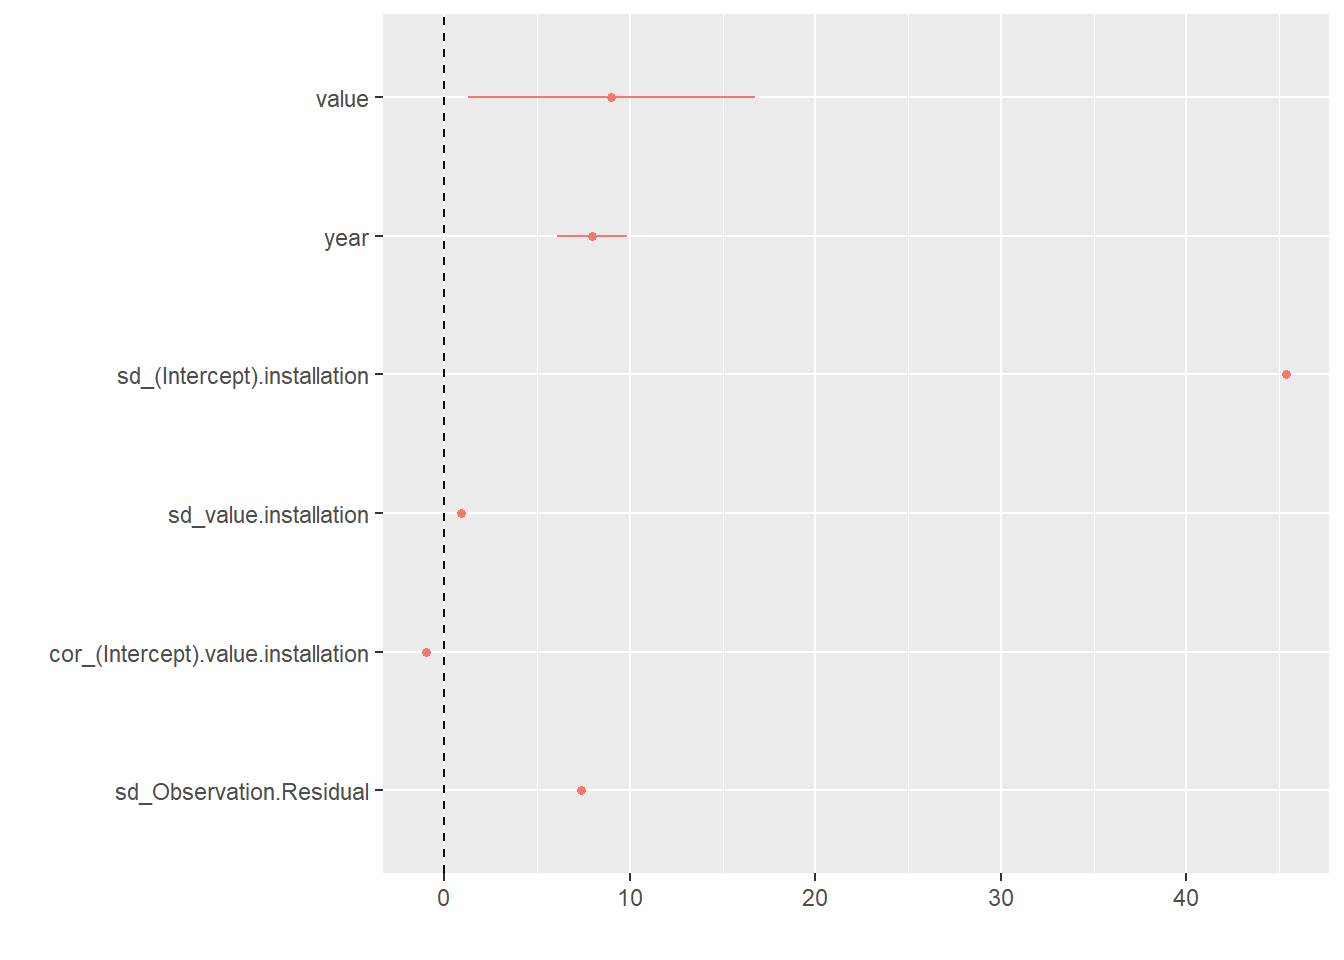 value
year
sd_(Intercept).installation
sd_value.installation
cor_(Intercept).value.installation
sd_Observation.Residual
0 10 20 30 40